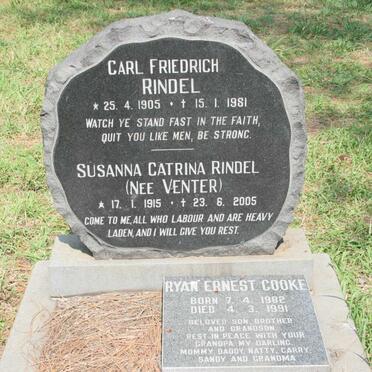 CARL FRIEDRICH
RINDEL
* 25. 4. 1905 • † 15. 1. 1981
WATCH YE STAND FAST IN THE FAITH,
QUIT YOU LIKE MEN, BE STRONG.
SUSANNA CATRINA RINDEL
(NEE VENTER)
* 17. 1. 1915 • † 23. 6. 2005
COME TO ME, ALL WHO LABOUR AND ARE HEAVY
LADEN, AND I WILL GIVE YOU REST.
RYAN ERNEST COOKE
BORN 7. 4. 1982
DIED 4. 3. 1991
BELOVED SON, BROTHER
AND GRANDSON
REST IN PEACE WITH YOUR
GRANDPA MY DARLING
MOMMY, DADDY, NATTY, CARRY,
SANDY AND GRANDMA